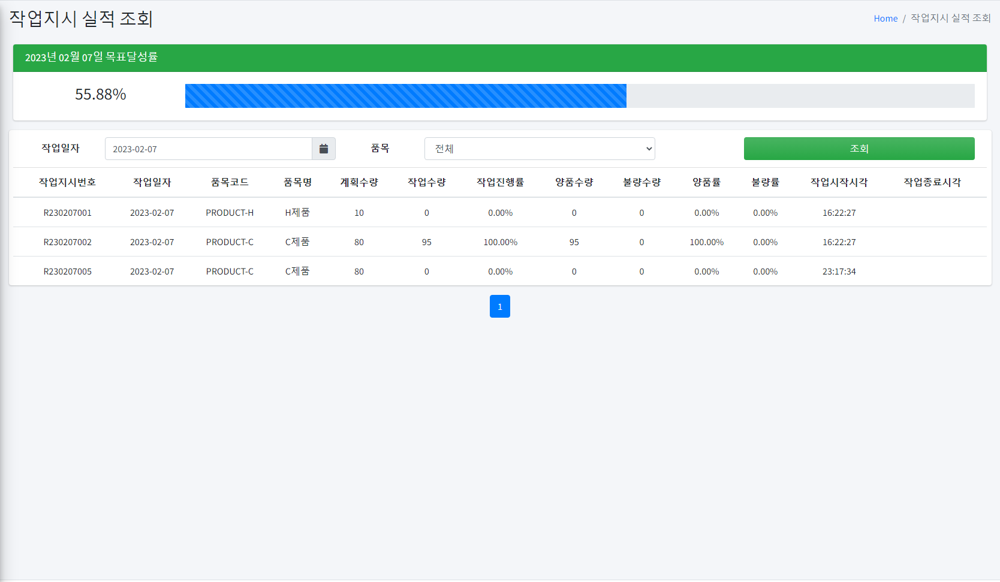 작업지시 실적 조회
Home / 작업지시 실적 조회
2023년 02월 07일 목표달성률
55.88%
작업일자 2023-02-07 품목 전체 조회
작업지시번호 작업일자 품목코드 품목명 계획수량 작업수량 작업진행률 양품수량 불량수량 양품률 불량률 작업시작시각 작업종료시각
R230207001 2023-02-07 PRODUCT-H H제품 10 0 0.00% 0 0 0.00% 0.00% 16:22:27
R230207002 2023-02-07 PRODUCT-C C제품 80 95 100.00% 95 0 100.00% 0.00% 16:22:27
R230207005 2023-02-07 PRODUCT-C C제품 80 0 0.00% 0 0 0.00% 0.00% 23:17:34
1